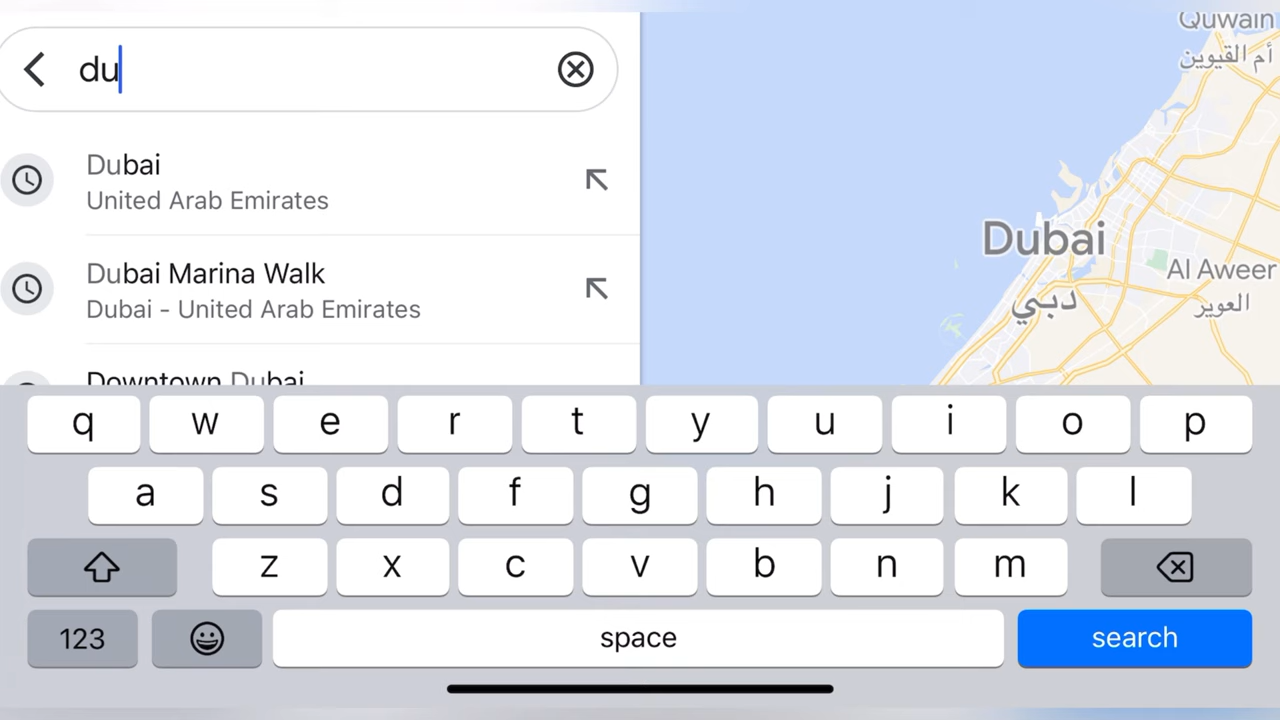 du
Dubai
United Arab Emirates
Dubai Marina Walk
Dubai - United Arab Emirates
Downtown Dubai
Quwain
أم القيوين
Dubai
دبي
Al Aweer
العوير
q w e r t y u i o p
a s d f g h j k l
z x c v b n m
123 space search